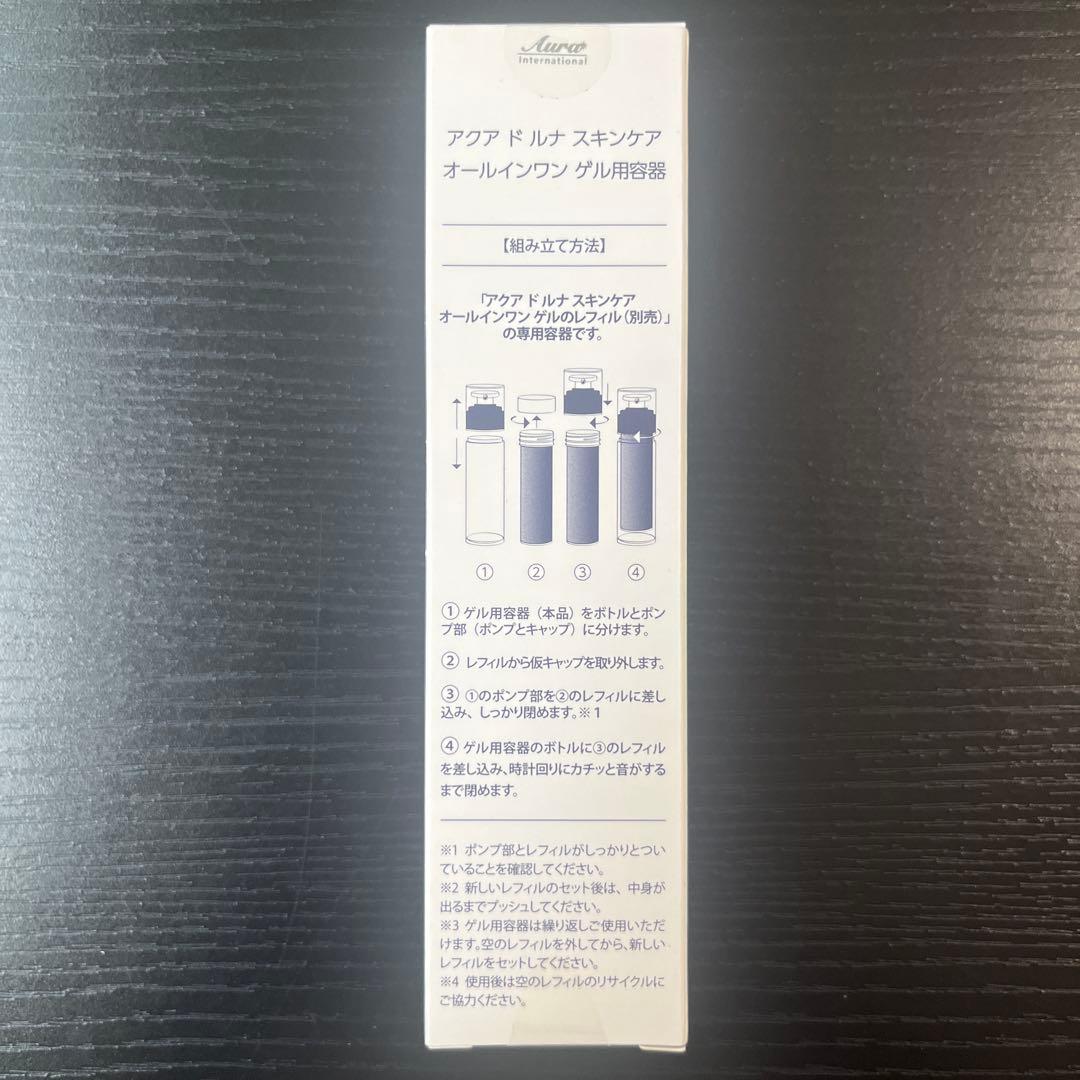 Aura
International
アクア ド ルナ スキンケア
オールインワン ゲル用容器
【組み立て方法】
「アクア ド ルナ スキンケア
オールインワン ゲルのレフィル（別売）」
の専用容器です。
① ② ③ ④
① ゲル用容器（本品）をボトルとポン
プ部（ポンプとキャップ）に分けます。
② レフィルから仮キャップを取り外します。
③ ①のポンプ部を②のレフィルに差し
込み、しっかり閉めます。※1
④ ゲル用容器のボトルに③のレフィル
を差し込み、時計回りにカチッと音がする
まで閉めます。
※1 ポンプ部とレフィルがしっかりとつい
ていることを確認してください。
※2 新しいレフィルのセット後は、中身が
出るまでプッシュしてください。
※3 ゲル用容器は繰り返しご使用いただ
けます。空のレフィルを外してから、新しい
レフィルをセットしてください。
※4 使用後は空のレフィルのリサイクルに
ご協力ください。